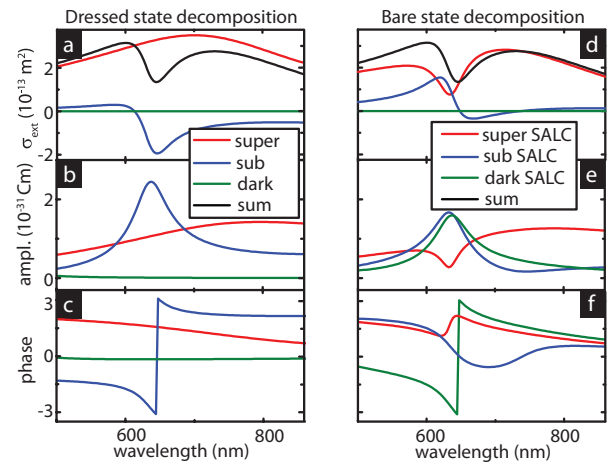 Dressed state decomposition
Bare state decomposition
a
d
σext (10⁻¹³ m²)
2
0
-2
super
sub
dark
sum
super SALC
sub SALC
dark SALC
sum
b
e
ampl. (10⁻³¹ Cm)
2
0
c
f
phase
3
0
-3
600
800
600
800
wavelength (nm)
wavelength (nm)